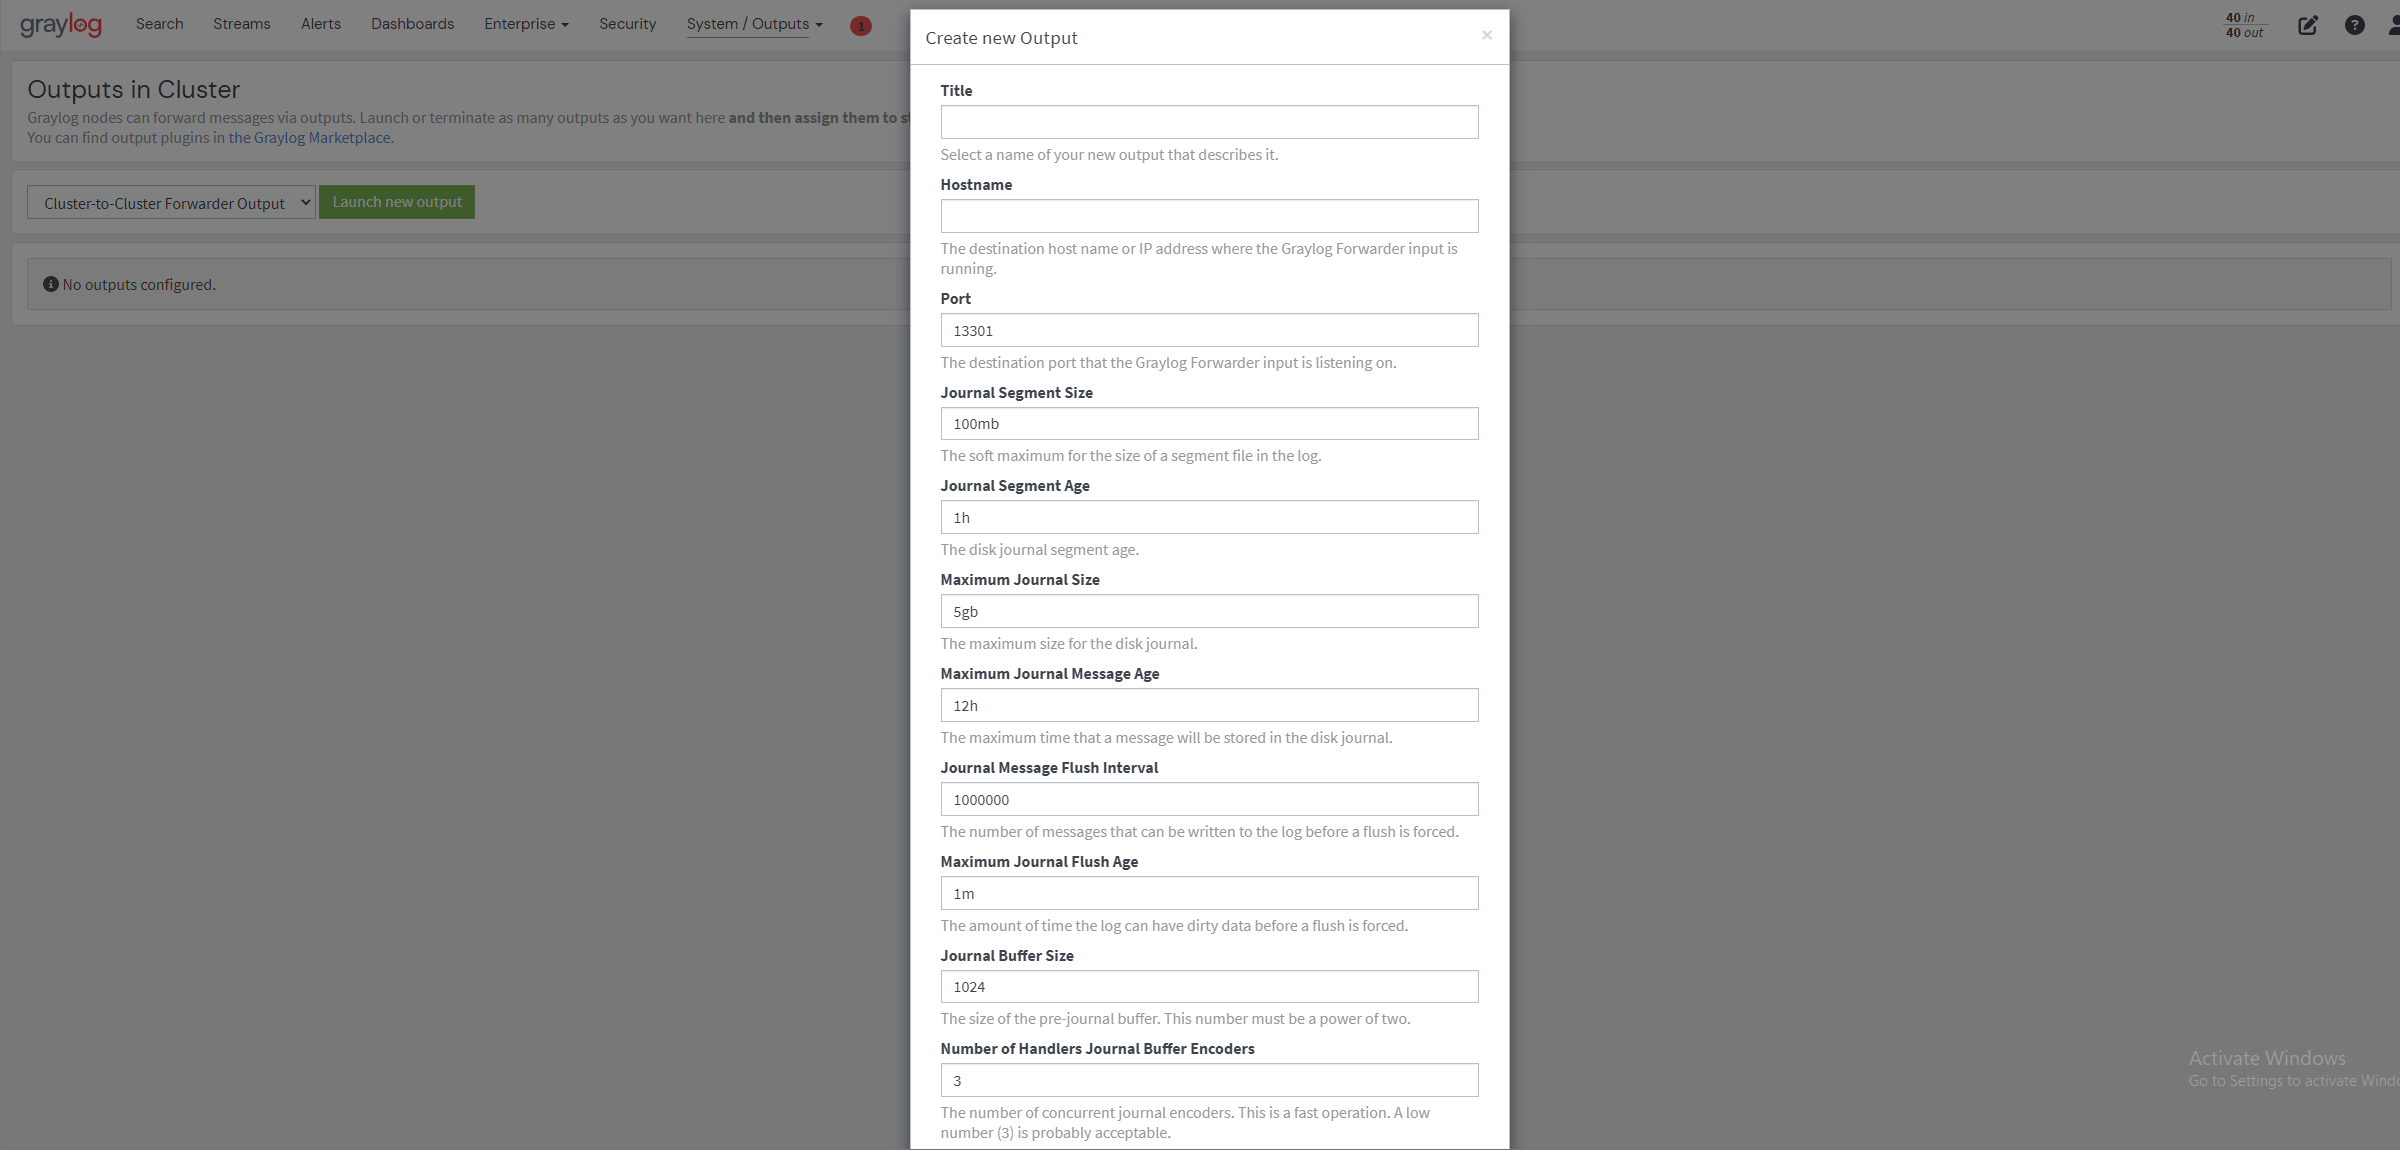 graylog
Search
Streams
Alerts
Dashboards
Enterprise
Security
System / Outputs
1
40 in
40 out
Outputs in Cluster
Graylog nodes can forward messages via outputs. Launch or terminate as many outputs as you want here and then assign them to
You can find output plugins in the Graylog Marketplace.
Cluster-to-Cluster Forwarder Output
Launch new output
No outputs configured.
Create new Output
×
Title
Select a name of your new output that describes it.
Hostname
The destination host name or IP address where the Graylog Forwarder input is
running.
Port
13301
The destination port that the Graylog Forwarder input is listening on.
Journal Segment Size
100mb
The soft maximum for the size of a segment file in the log.
Journal Segment Age
1h
The disk journal segment age.
Maximum Journal Size
5gb
The maximum size for the disk journal.
Maximum Journal Message Age
12h
The maximum time that a message will be stored in the disk journal.
Journal Message Flush Interval
1000000
The number of messages that can be written to the log before a flush is forced.
Maximum Journal Flush Age
1m
The amount of time the log can have dirty data before a flush is forced.
Journal Buffer Size
1024
The size of the pre-journal buffer. This number must be a power of two.
Number of Handlers Journal Buffer Encoders
3
The number of concurrent journal encoders. This is a fast operation. A low
number (3) is probably acceptable.
Activate Windows
Go to Settings to activate